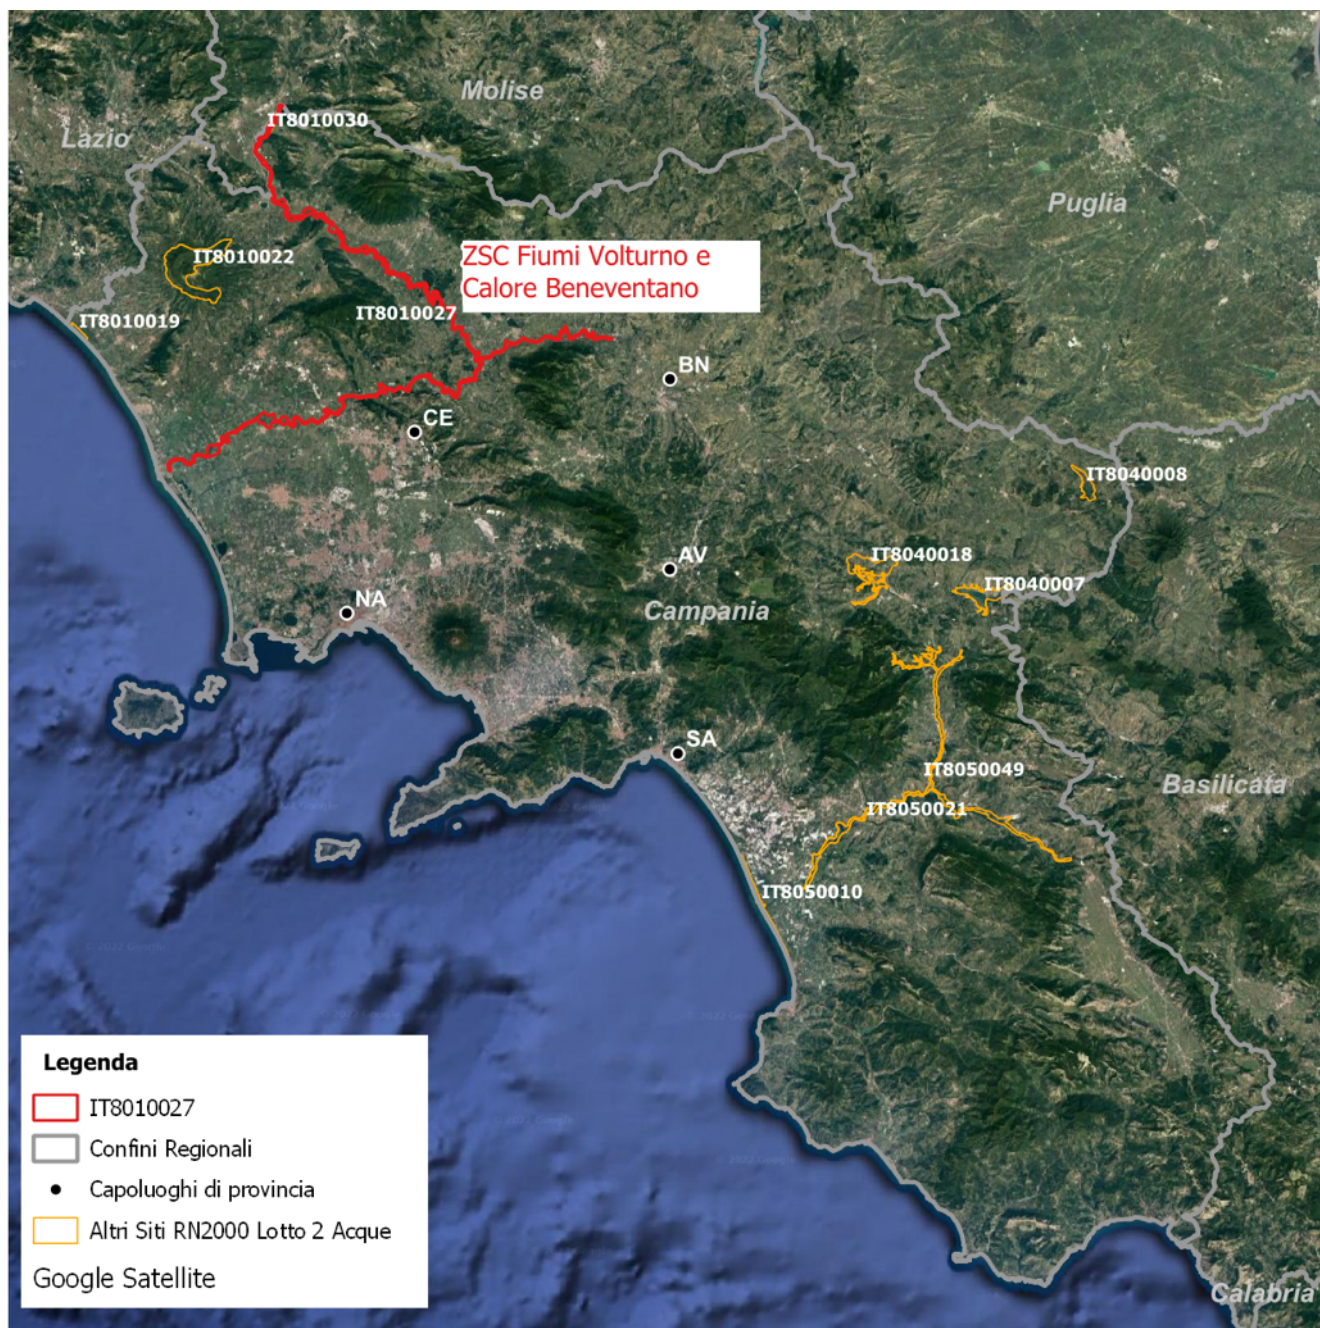 Molise
IT8010030
Lazio
Puglia
ZSC Fiumi Volturno e
Calore Beneventano
IT8010022
IT8010027
IT8010019
BN
CE
IT8040008
AV
IT8040018
IT8040007
NA
Campania
SA
IT8050049
Basilicata
IT8050021
IT8050010
Legenda
IT8010027
Confini Regionali
Capoluoghi di provincia
Altri Siti RN2000 Lotto 2 Acque
Google Satellite
Calabria